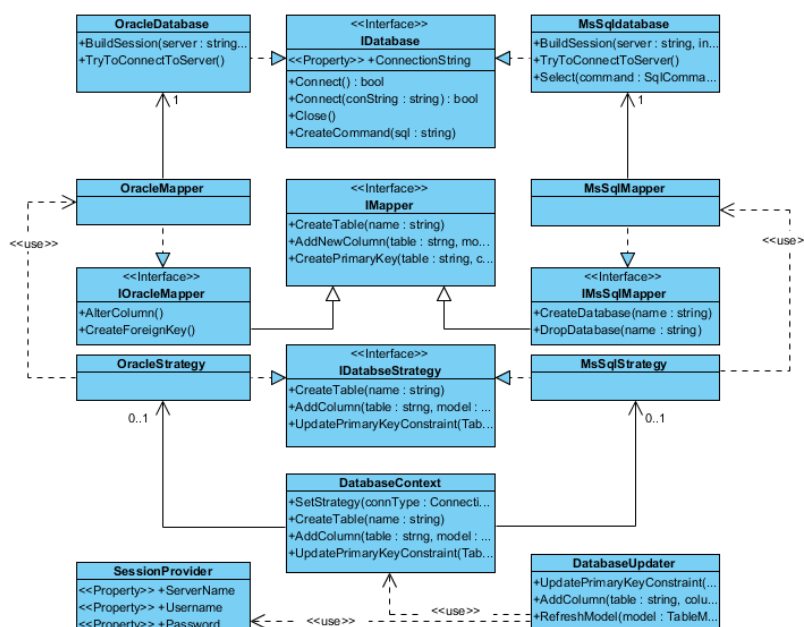 OracleDatabase
+BuildSession(server : string...
+TryToConnectToServer()
<<Interface>>
IDatabase
<<Property>> +ConnectionString
+Connect() : bool
+Connect(conString : string) : bool
+Close()
+CreateCommand(sql : string)
MsSqldatabase
+BuildSession(server : string, in...
+TryToConnectToServer()
+Select(command : SqlComma...
1
1
OracleMapper
<<Interface>>
IMapper
+CreateTable(name : string)
+AddNewColumn(table : strng, mo...
+CreatePrimaryKey(table : string, c...
MsSqlMapper
<<use>>
<<use>
<<Interface>>
IOracleMapper
+AlterColumn()
+CreateForeignKey()
<<Interface>>
IMsSqlMapper
+CreateDatabase(name : string)
+DropDatabase(name : string)
OracleStrategy
<<Interface>>
IDatabseStrategy
+CreateTable(name : string)
+AddColumn(table : strng, model : ...
+UpdatePrimaryKeyConstraint(Tab...
MsSqlStrategy
0..1
0..1
DatabaseContext
+SetStrategy(connType : Connecti...
+CreateTable(name : string)
+AddColumn(table : strng, model : ...
+UpdatePrimaryKeyConstraint(Tab...
SessionProvider
<<Property>> +ServerName
<<Property>> +Username
<<Property>> +Password
DatabaseUpdater
+UpdatePrimaryKeyConstraint(...
+AddColumn(table : string, colu...
+RefreshModel(model : TableM...
<<use>>
<<use>>